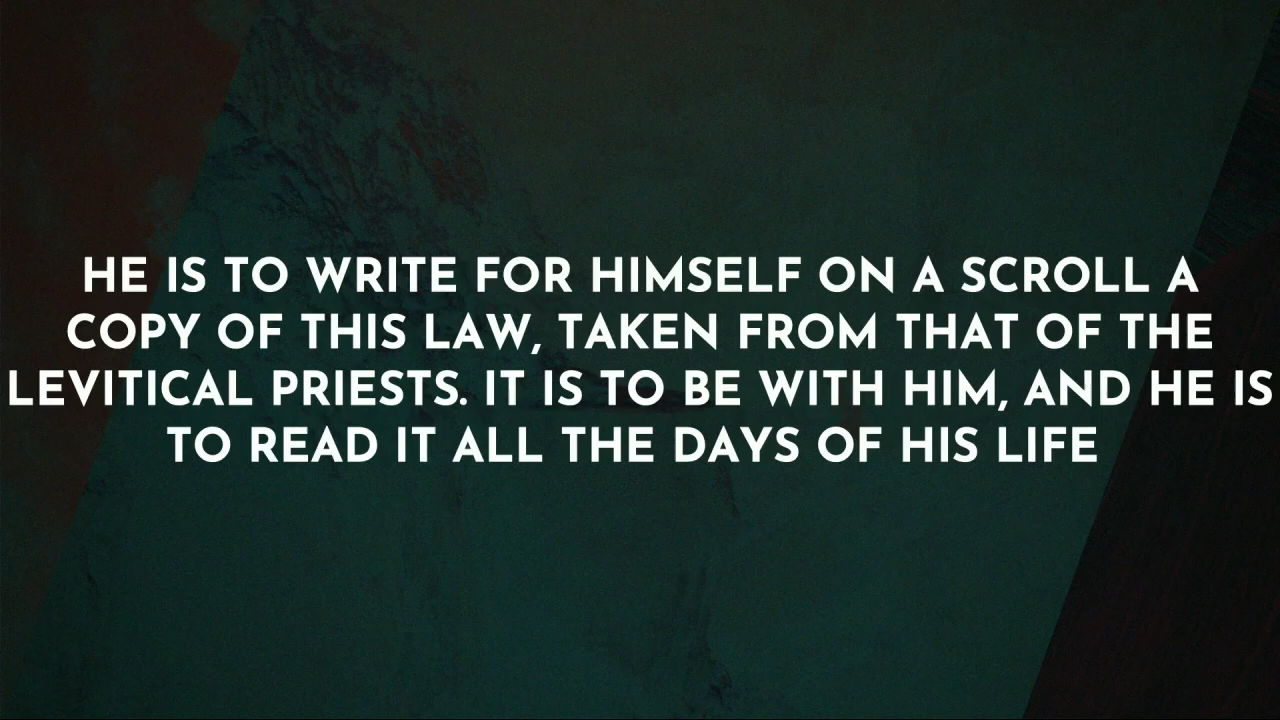 HE IS TO WRITE FOR HIMSELF ON A SCROLL A
COPY OF THIS LAW, TAKEN FROM THAT OF THE
LEVITICAL PRIESTS. IT IS TO BE WITH HIM, AND HE IS
TO READ IT ALL THE DAYS OF HIS LIFE